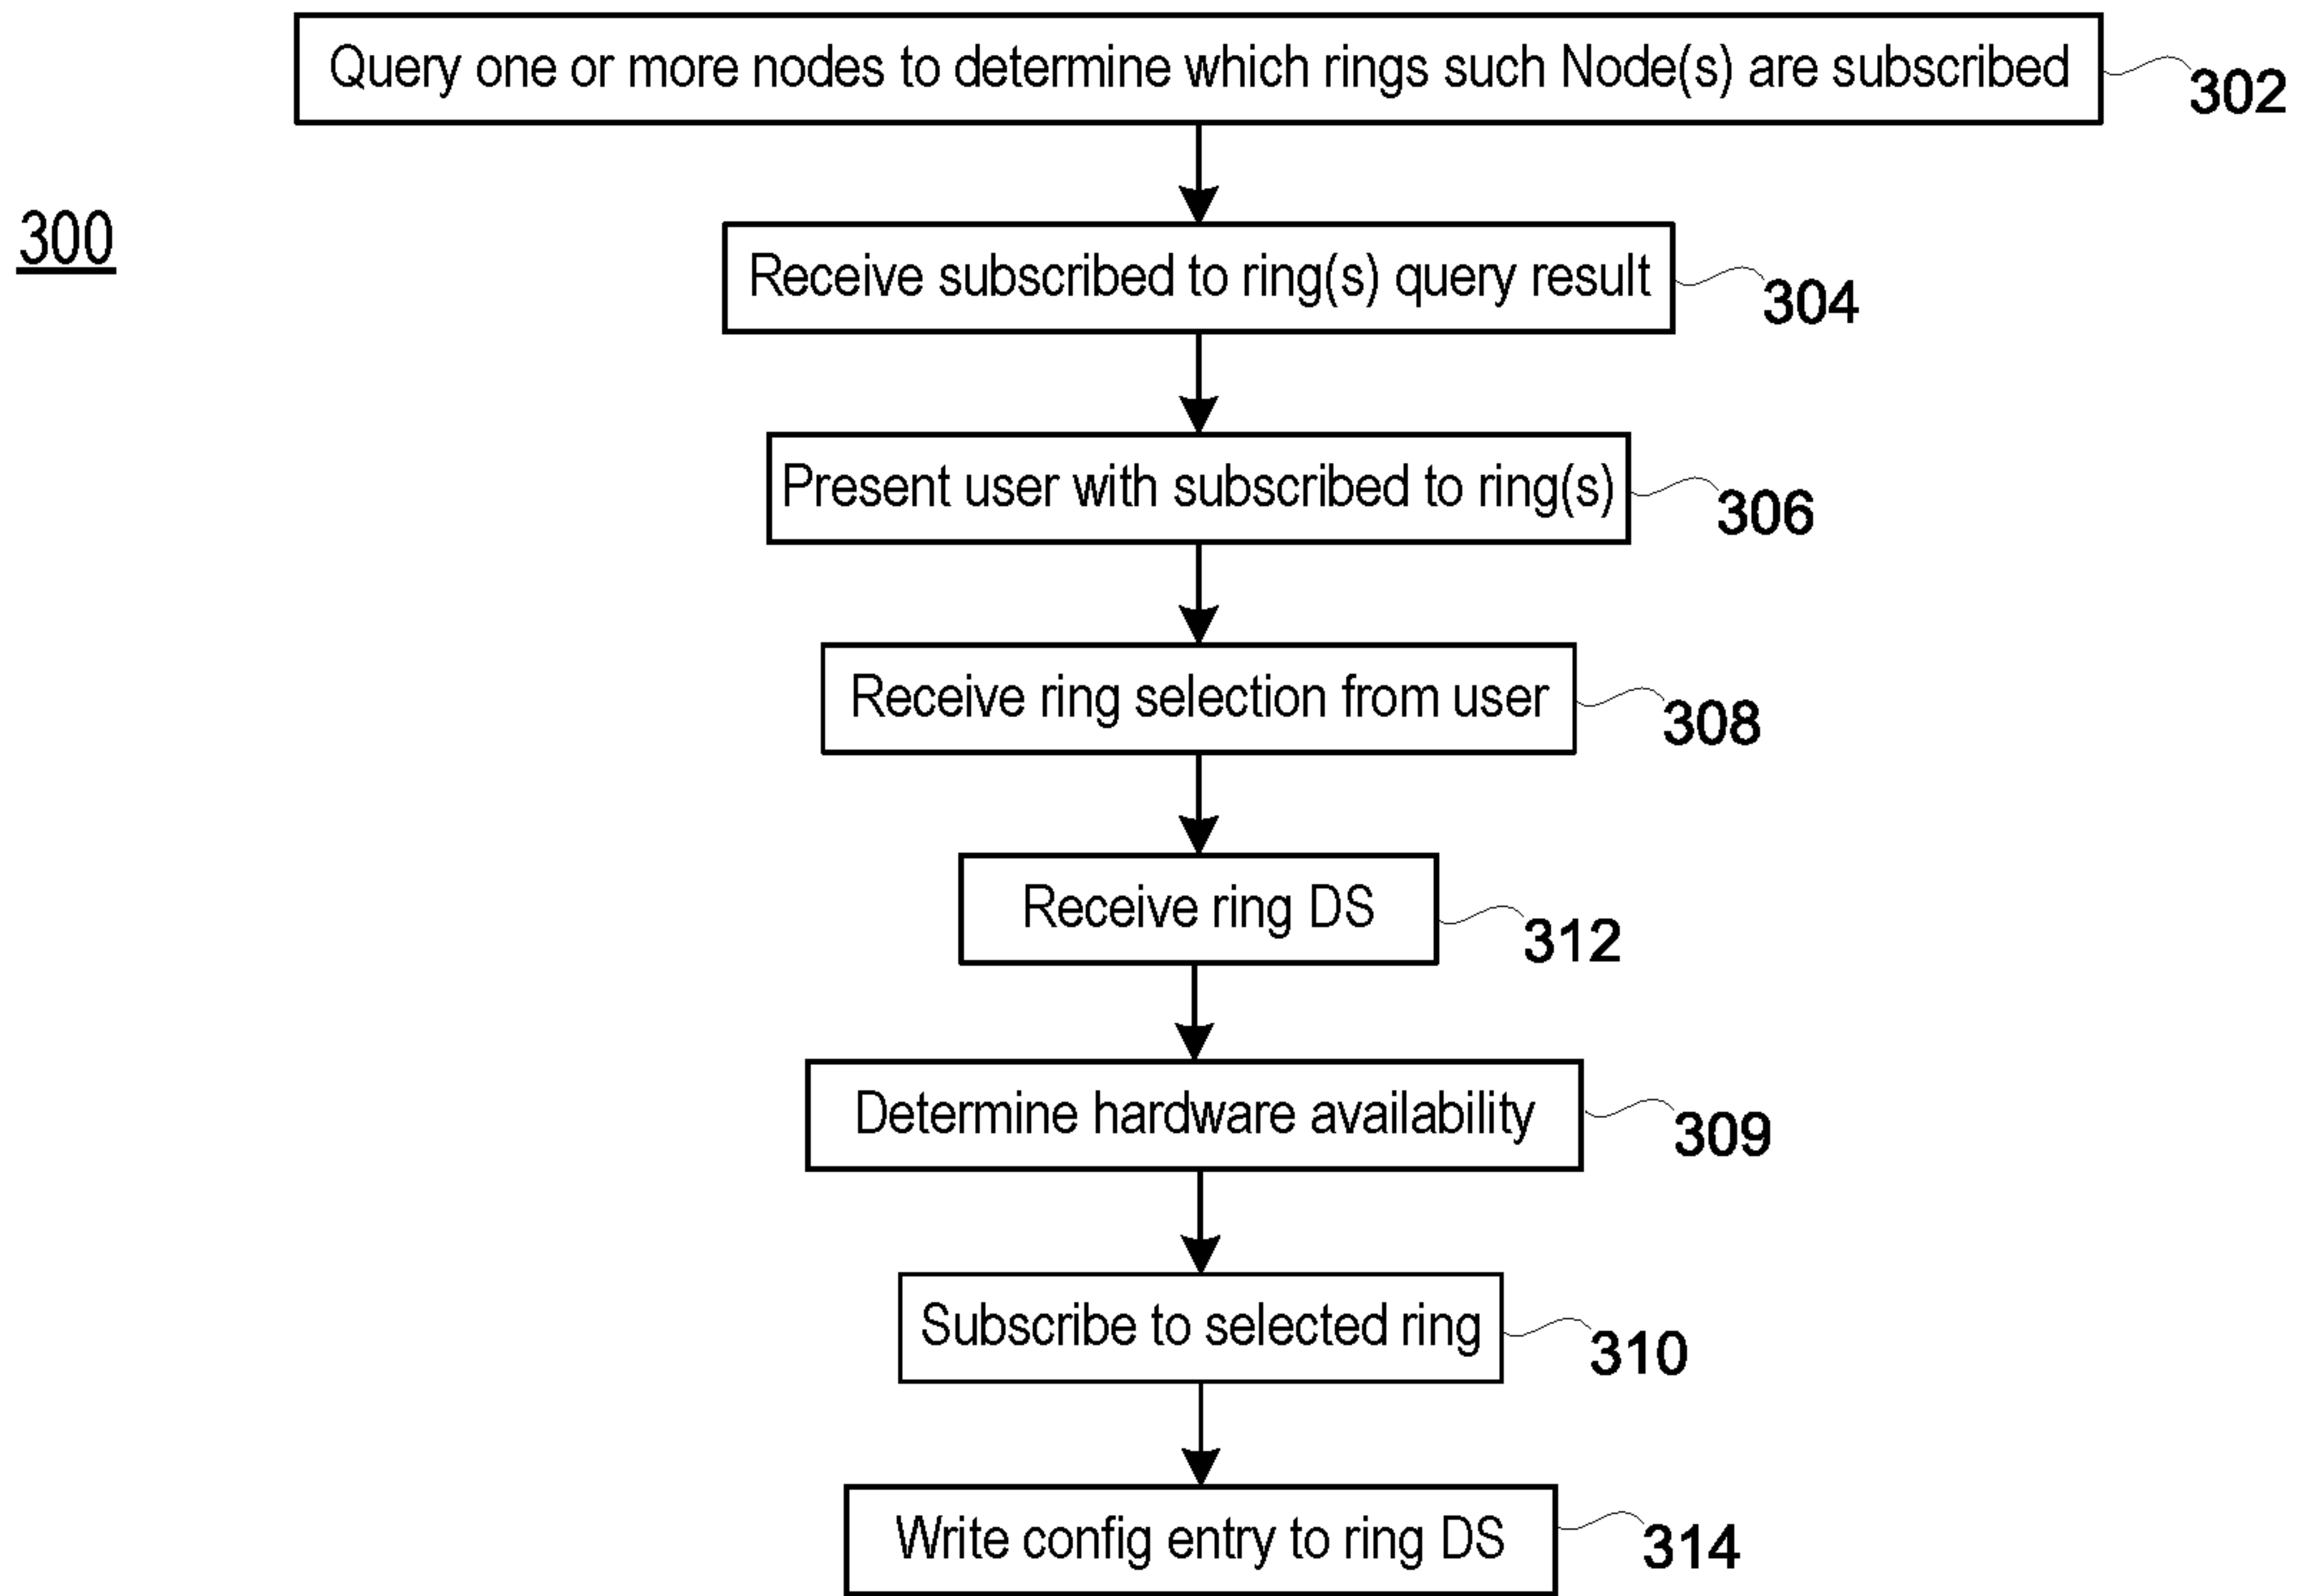 Query one or more nodes to determine which rings such Node(s) are subscribed
302
300
Receive subscribed to ring(s) query result
304
Present user with subscribed to ring(s)
306
Receive ring selection from user
308
Receive ring DS
312
Determine hardware availability
309
Subscribe to selected ring
310
Write config entry to ring DS
314